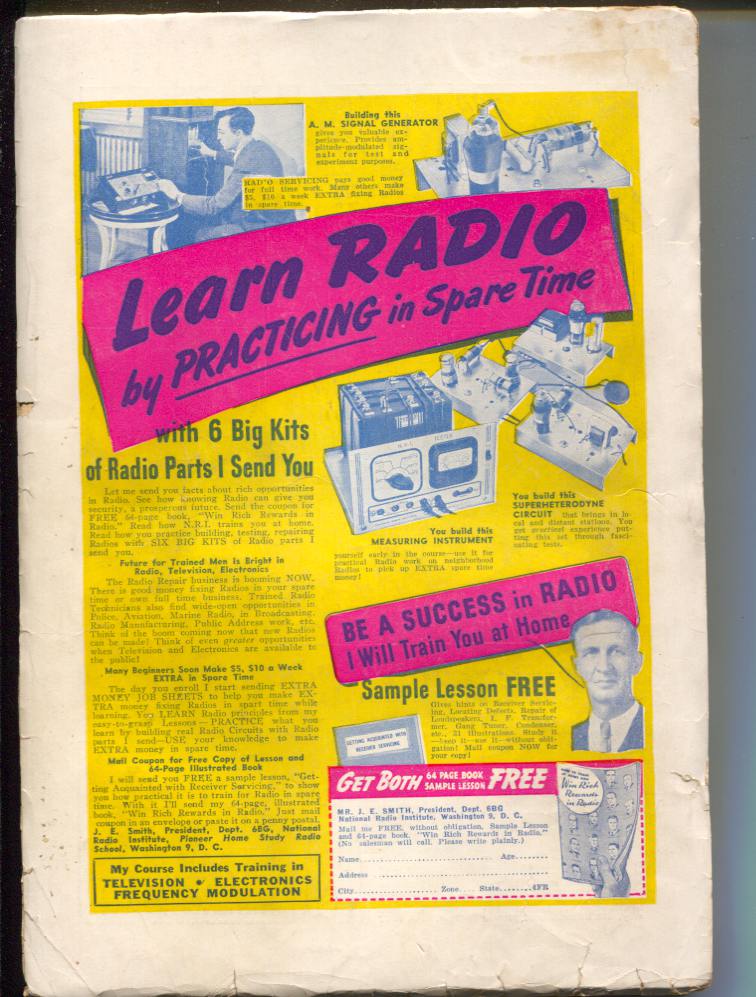 Building this
A. M. SIGNAL GENERATOR
gives you valuable ex-
perience. Provides am-
plitude-modulated sig-
nals for test and
experiment purposes.
RAD'O SERVICING pays good money
for full time work. Many others make
$5, $10 a week EXTRA fixing Radios
in spare time.
Learn RADIO
by PRACTICING in Spare Time
with 6 Big Kits
of Radio Parts I Send You
Let me send you facts about rich opportunities
in Radio. See how knowing Radio can give you
security, a prosperous future. Send the coupon for
FREE 64-page book, "Win Rich Rewards in
Radio." Read how N.R.I. trains you at home.
Read how you practice building, testing, repairing
Radios with SIX BIG KITS of Radio parts I
send you.
Future for Trained Men Is Bright in
Radio, Television, Electronics
The Radio Repair business is booming NOW.
There is good money fixing Radios in your spare
time or own full time business. Trained Radio
Technicians also find wide-open opportunities in
Police, Aviation, Marine Radio, in Broadcasting,
Radio Manufacturing, Public Address work, etc.
Think of the boom coming now that new Radios
can be made! Think of even greater opportunities
when Television and Electronics are available to
the public!
Many Beginners Soon Make $5, $10 a Week
EXTRA in Spare Time
The day you enroll I start sending EXTRA
MONEY JOB SHEETS to help you make EX-
TRA money fixing Radios in spart time while
learning. You LEARN Radio principles from my
easy-to-grasp Lessons—PRACTICE what you
learn by building real Radio Circuits with Radio
parts I send—USE your knowledge to make
EXTRA money in spare time.
Mail Coupon for Free Copy of Lesson and
64-Page Illustrated Book
I will send you FREE a sample lesson, "Get-
ting Acquainted with Receiver Servicing," to show
you how practical it is to train for Radio in spare
time. With it I'll send my 64-page, illustrated
book, "Win Rich Rewards in Radio." Just mail
coupon in an envelope or paste it on a penny postal.
J. E. Smith, President, Dept. 6BG, National
Radio Institute, Pioneer Home Study Radio
School, Washington 9, D. C.
My Course Includes Training in
TELEVISION • ELECTRONICS
FREQUENCY MODULATION
N.R.I. TESTER
You build this
MEASURING INSTRUMENT
yourself early in the course—use it for
practical Radio work on neighborhood
Radios to pick up EXTRA spare time
money!
You build this
SUPERHETERODYNE
CIRCUIT that brings in lo-
cal and distant stations. You
get practical experience put-
ting this set through fasci-
nating tests.
BE A SUCCESS in RADIO
I Will Train You at Home
Sample Lesson FREE
Gives hints on Receiver Servic-
ing, Locating Defects, Repair of
Loudspeakers, I. F. Transfor-
mer, Gang Tuner, Condenser,
etc., 21 illustrations. Study it
—keep it—use it—without obli-
gation! Mail coupon NOW for
your copy!
GETTING ACQUAINTED WITH
RECEIVER SERVICING
GET BOTH 64 PAGE BOOK
SAMPLE LESSON FREE
MR. J. E. SMITH, President, Dept. 6BG
National Radio Institute, Washington 9, D. C.
Mail me FREE, without obligation, Sample Lesson
and 64-page book, "Win Rich Rewards in Radio."
(No salesman will call. Please write plainly.)
Name Age
Address
City Zone State 4FR
Win Rich
Rewards
in Radio